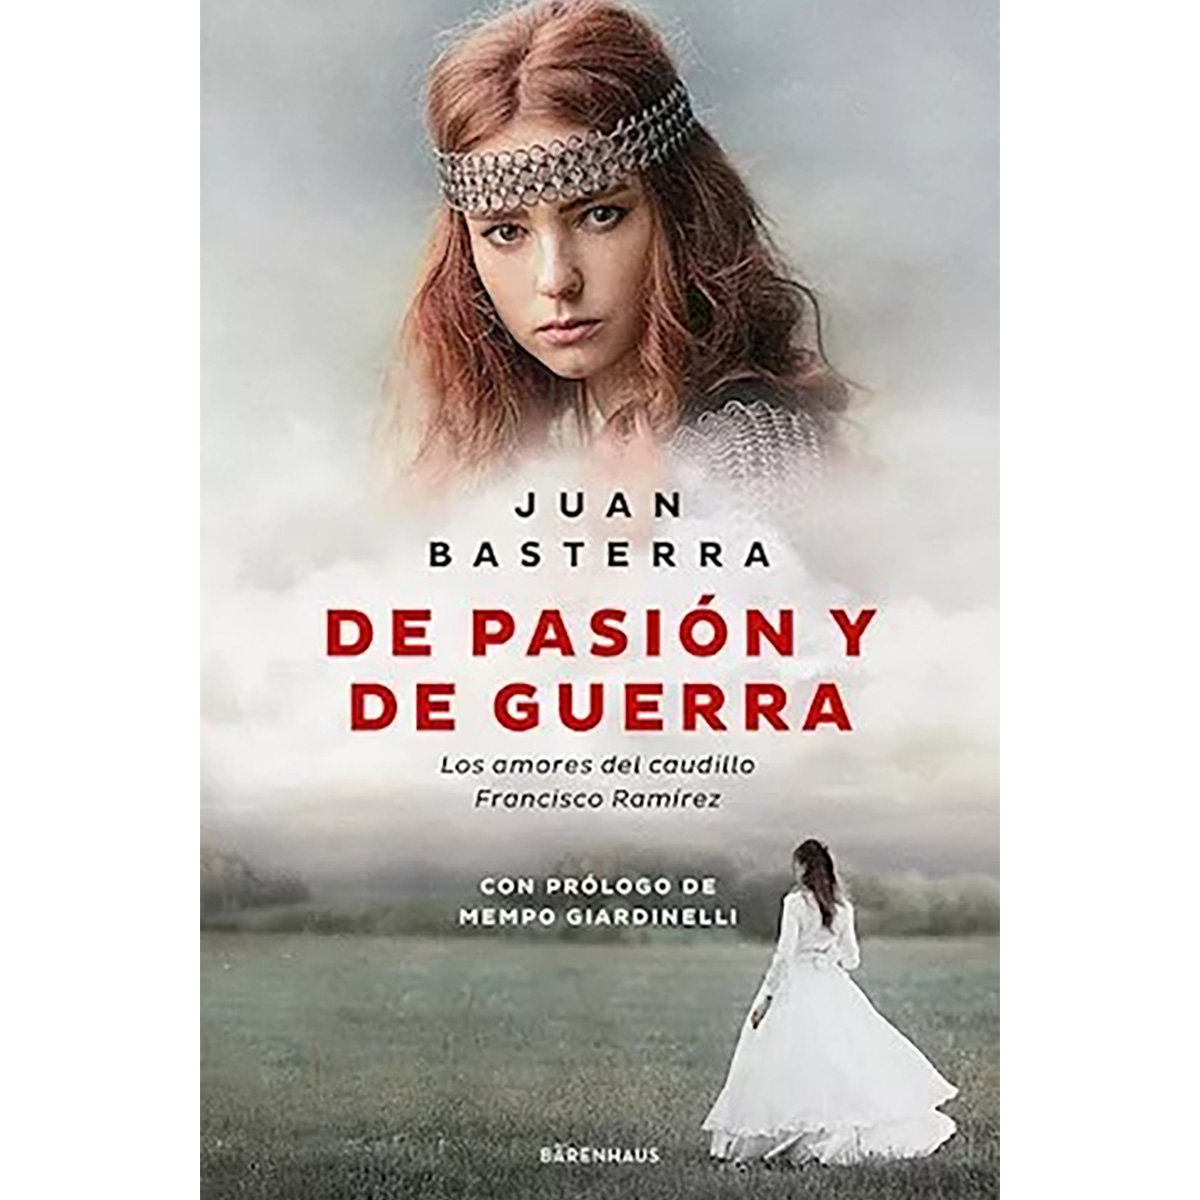 JUAN
BASTERRA
DE PASIÓN Y
DE GUERRA
Los amores del caudillo
Francisco Ramírez
CON PRÓLOGO DE
MEMPO GIARDINELLI
BÄRENHAUS